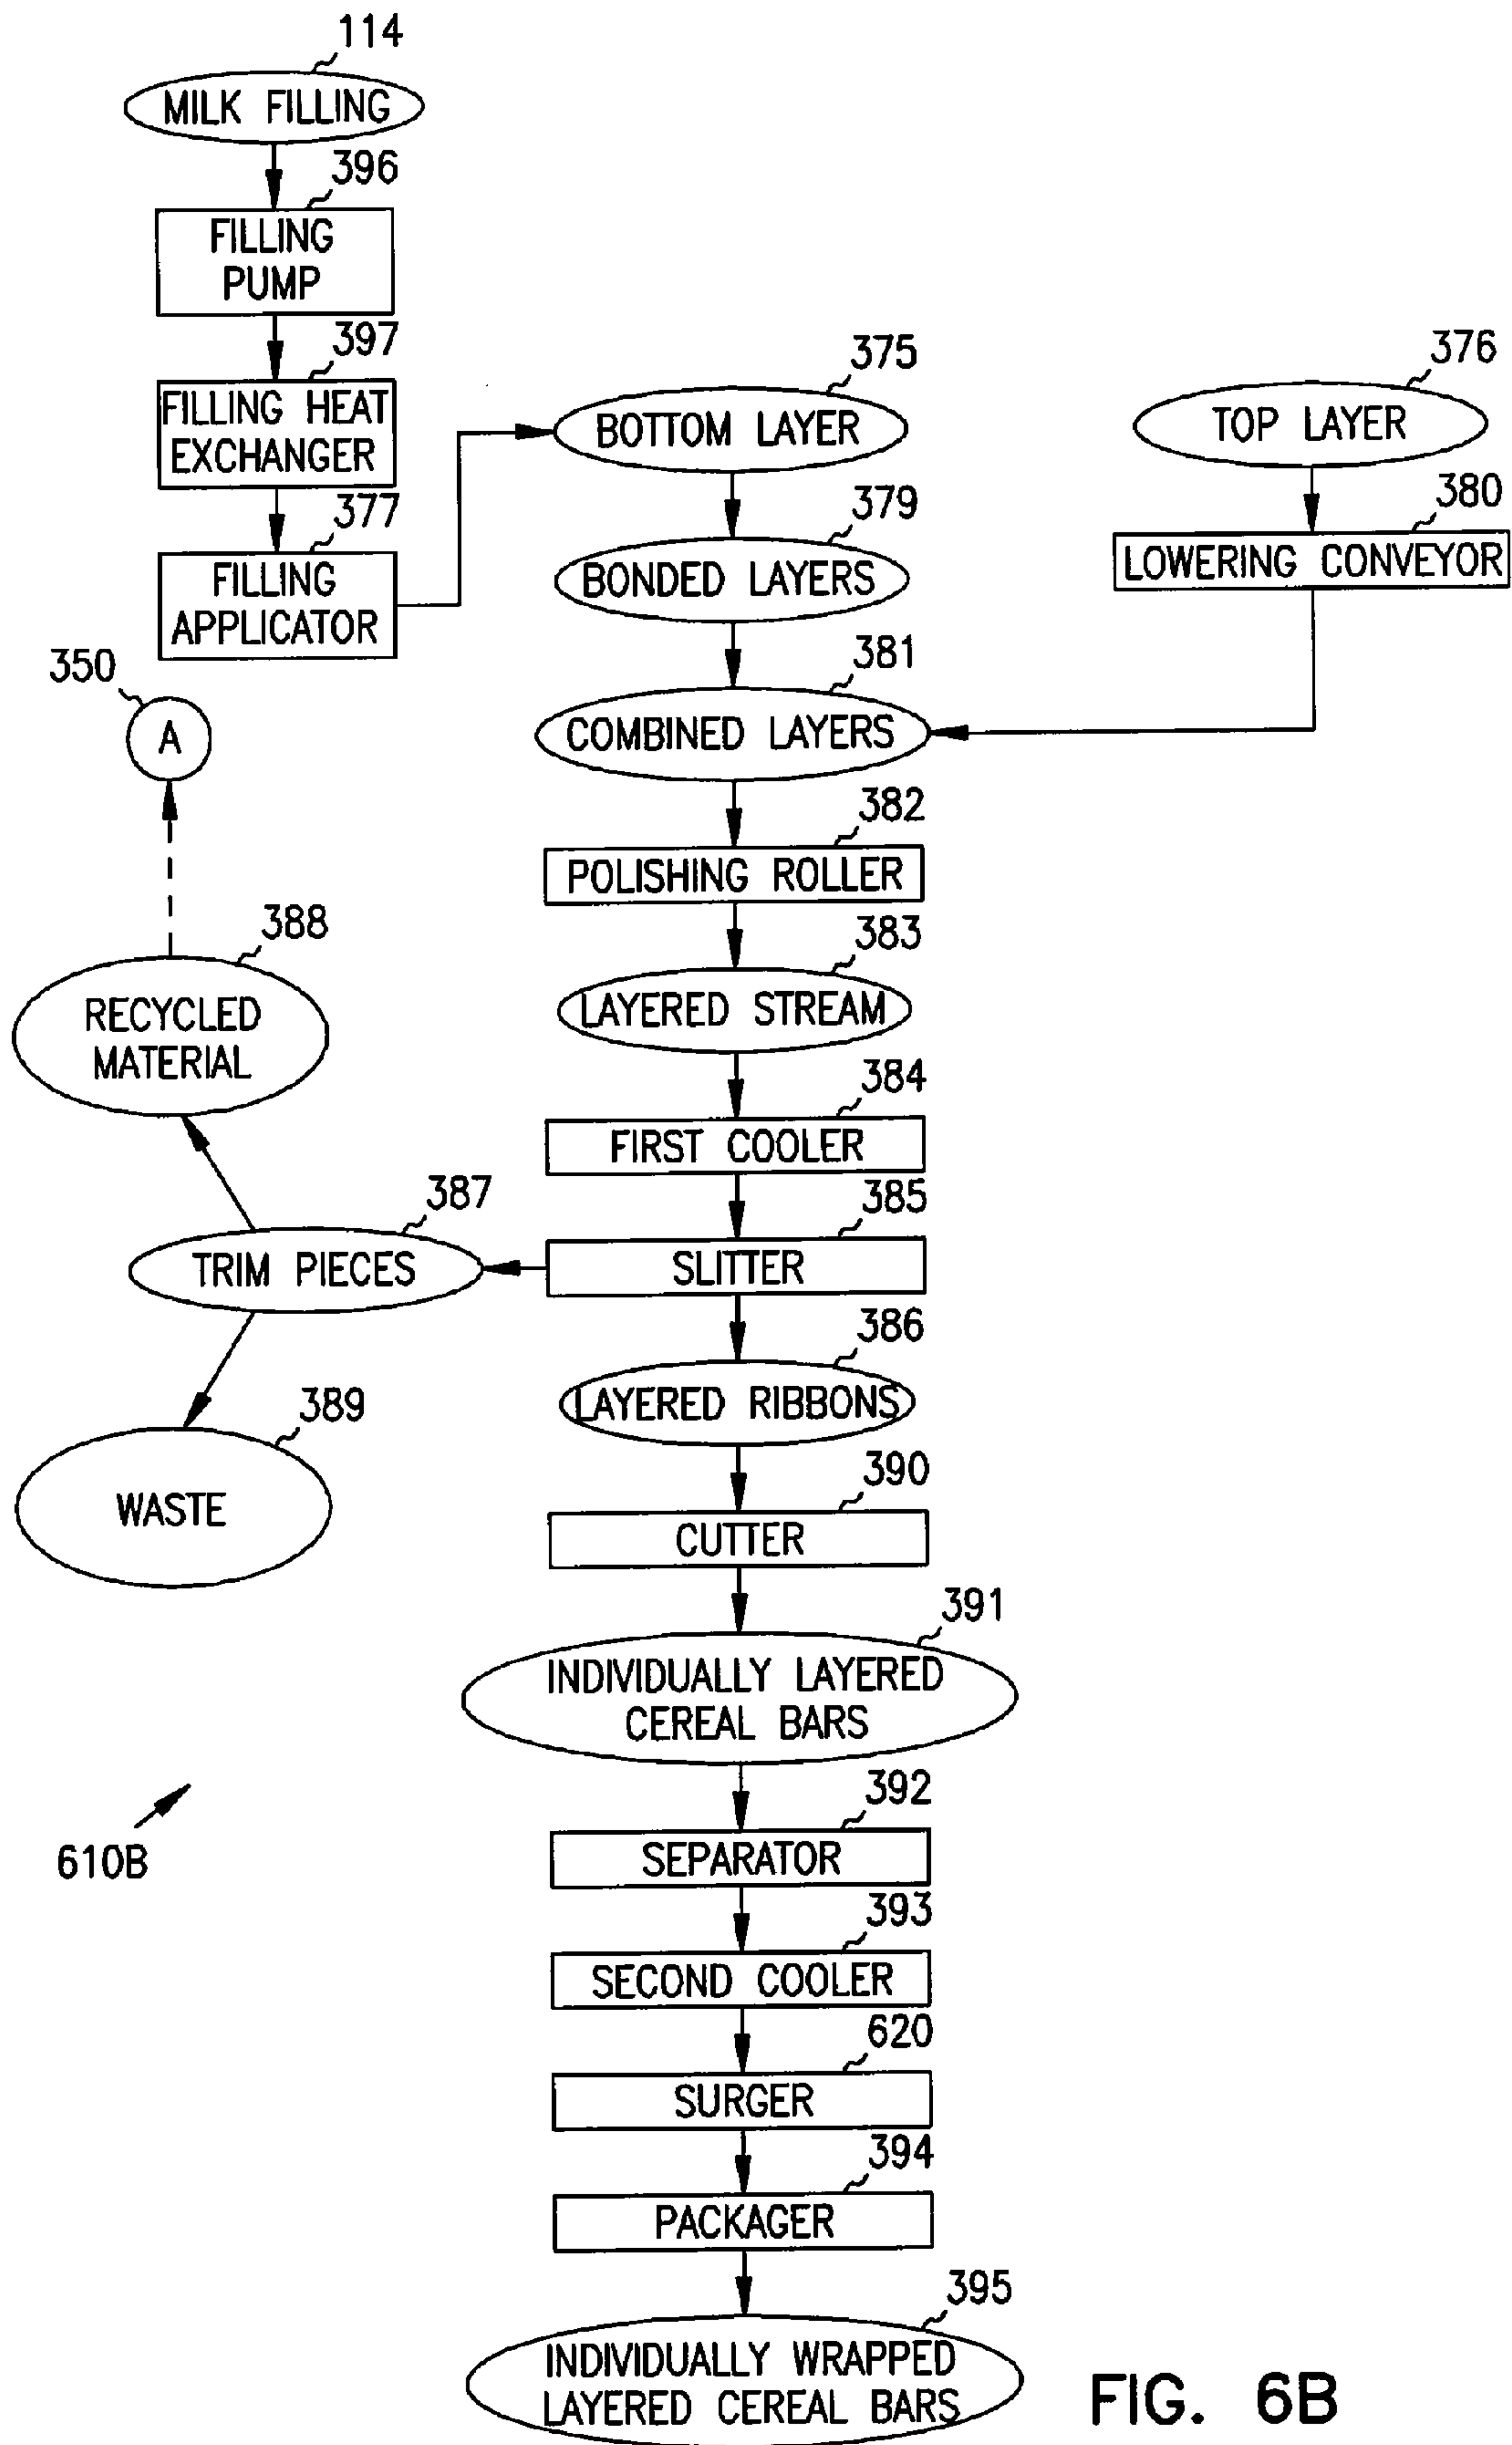 114
MILK FILLING
396
FILLING
PUMP
397
FILLING HEAT
EXCHANGER
377
FILLING
APPLICATOR
375
BOTTOM LAYER
376
TOP LAYER
379
BONDED LAYERS
380
LOWERING CONVEYOR
381
COMBINED LAYERS
350
A
382
POLISHING ROLLER
388
RECYCLED
MATERIAL
383
LAYERED STREAM
384
FIRST COOLER
387
TRIM PIECES
385
SLITTER
386
LAYERED RIBBONS
389
WASTE
390
CUTTER
391
INDIVIDUALLY LAYERED
CEREAL BARS
392
SEPARATOR
610B
393
SECOND COOLER
620
SURGER
394
PACKAGER
395
INDIVIDUALLY WRAPPED
LAYERED CEREAL BARS
FIG. 6B